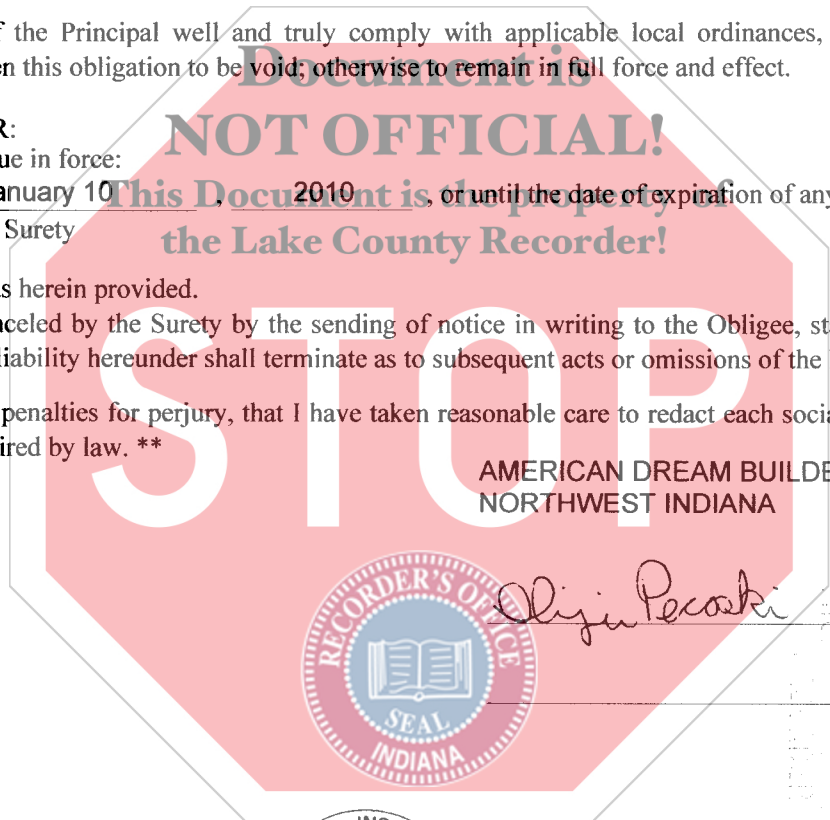 f the Principal well and truly comply with applicable local ordinances,
en this obligation to be void; otherwise to remain in full force and effect.
Document is
NOT OFFICIAL!
This Document is the property of
the Lake County Recorder!
R:
ue in force:
anuary 10, 2010, or until the date of expiration of any
Surety
s herein provided.
celed by the Surety by the sending of notice in writing to the Obligee, st
iability hereunder shall terminate as to subsequent acts or omissions of the
penalties for perjury, that I have taken reasonable care to redact each socia
ired by law. **
STOP
AMERICAN DREAM BUILDE
NORTHWEST INDIANA
RECORDER'S OFFICE
SEAL
INDIANA